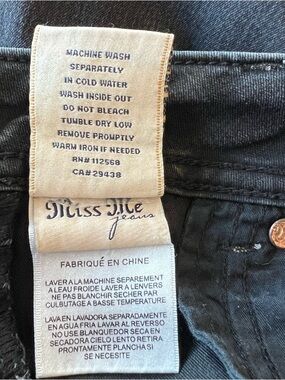 MACHINE WASH
SEPARATELY
IN COLD WATER
WASH INSIDE OUT
DO NOT BLEACH
TUMBLE DRY LOW
REMOVE PROMPTLY
WARM IRON IF NEEDED
RN# 112568
CA# 29438
Miss Me
jeans
FABRIQUÉ EN CHINE
LAVER A LA MACHINE SEPAREMENT
A LEAU FROIDE LAVER A LENVERS
NE PAS BLANCHIR SECHER PAR
CULBUTAGE A BASSE TEMPERATURE
LAVA EN LAVADORA SEPARADAMENTE
EN AGUA FRIA LAVAR AL REVERSO
NO USE BLANQUEDOR SECA EN
SECADORA CIELO LENTO RETIRA
PRONTAMENTE PLANCHA SI
SE NECESITE